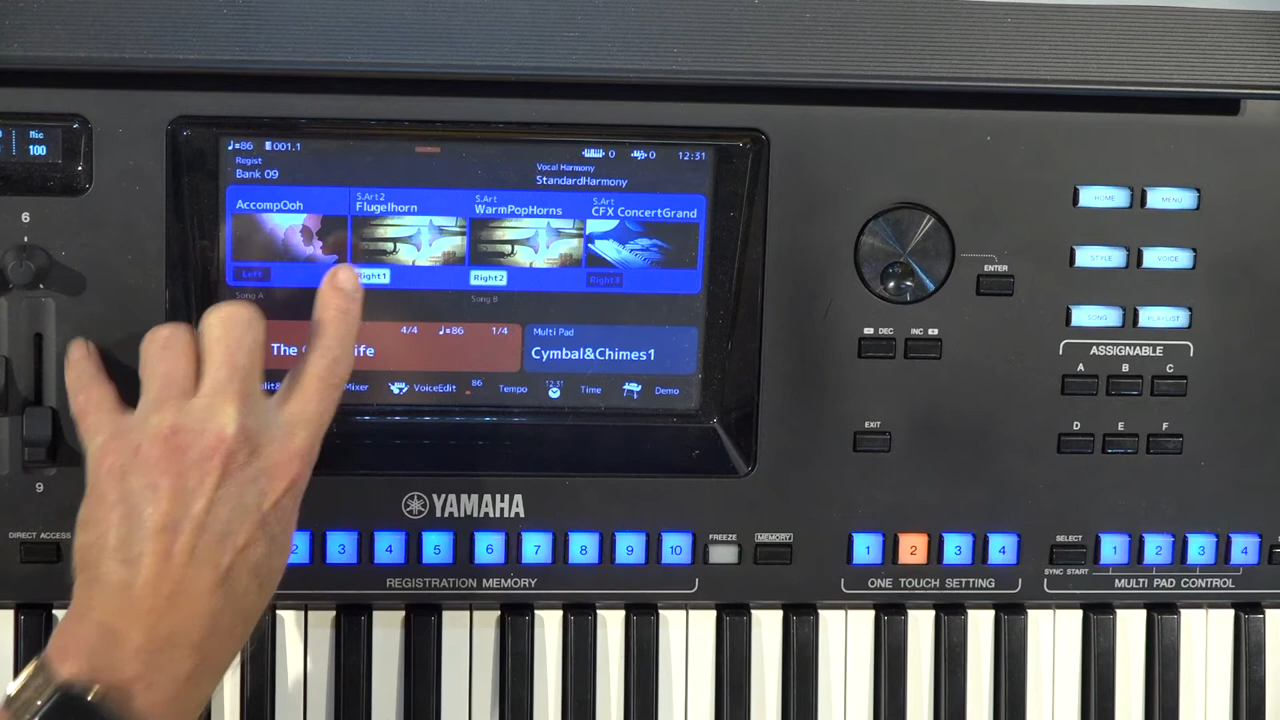 Mic
100
6
9
♩=86 001.1
0 0 12:31
Regist
Bank 09
Vocal Harmony
StandardHarmony
AccompOoh
Left
S.Art2
Flugelhorn
Right1
S.Art
WarmPopHorns
Right2
S.Art
CFX ConcertGrand
Right3
Song A
Song B
4/4 ♩=86 1/4
The
ife
Multi Pad
Cymbal&Chimes1
Mixer
VoiceEdit
86
Tempo
12:31
Time
Demo
YAMAHA
DIRECT ACCESS
2 3 4 5 6 7 8 9 10
REGISTRATION MEMORY
FREEZE
MEMORY
ENTER
DEC
INC
EXIT
HOME
MENU
STYLE
VOICE
SONG
PLAYLIST
ASSIGNABLE
A B C
D E F
1 2 3 4
ONE TOUCH SETTING
SELECT
SYNC START
1 2 3 4
MULTI PAD CONTROL